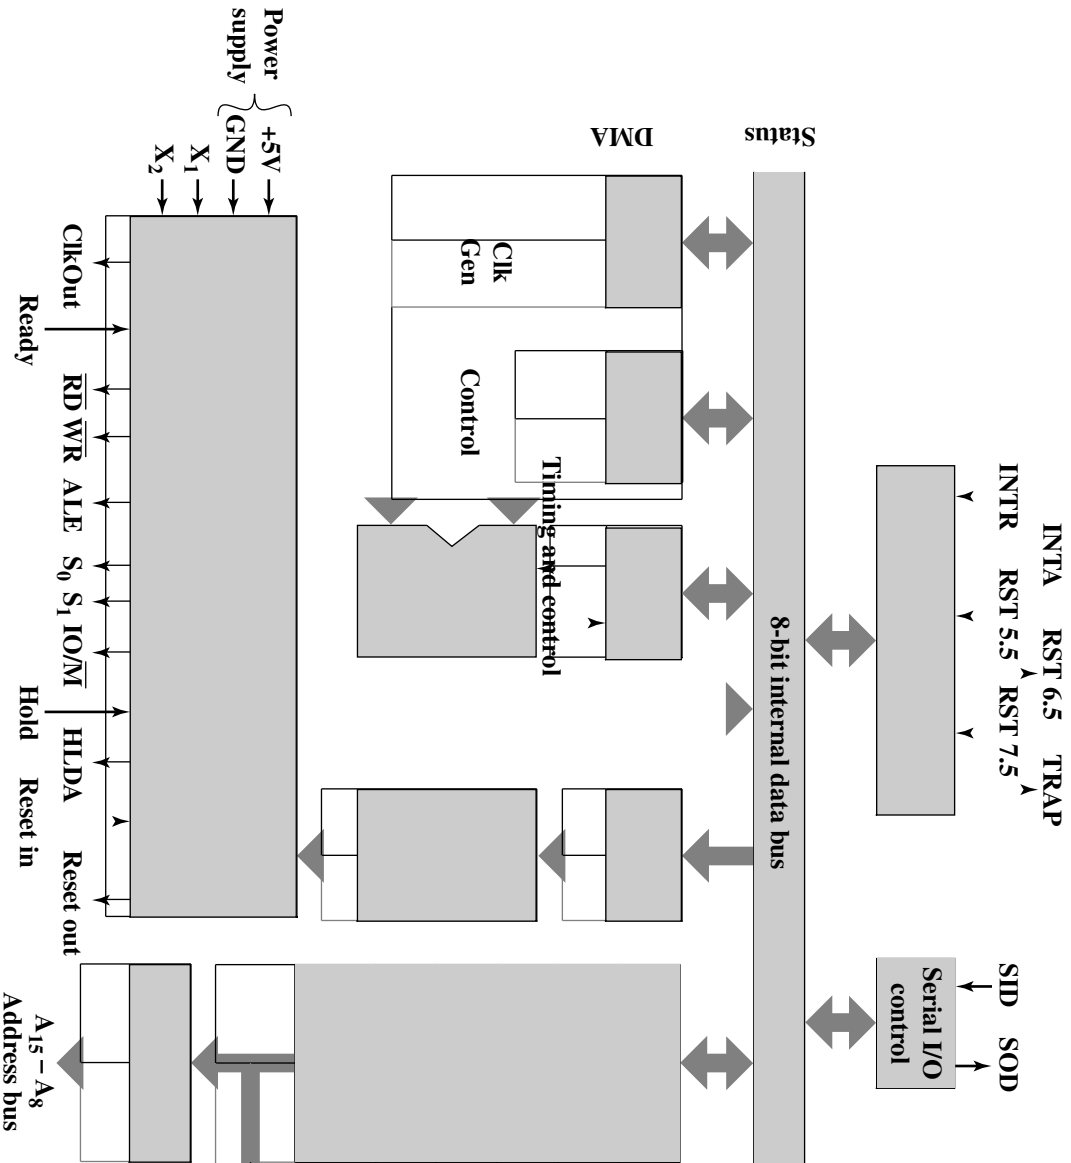 INTA
RST 6.5
TRAP
INTR
RST 5.5
RST 7.5
SID
SOD
Serial I/O
control
8-bit internal data bus
Status
DMA
Timing and control
Clk
Gen
Control
Power
supply
+5V
GND
X1
X2
ClkOut
RD
WR
ALE
S0
S1
IO/M
HLDA
Reset out
Ready
Hold
Reset in
A15 – A8
Address bus